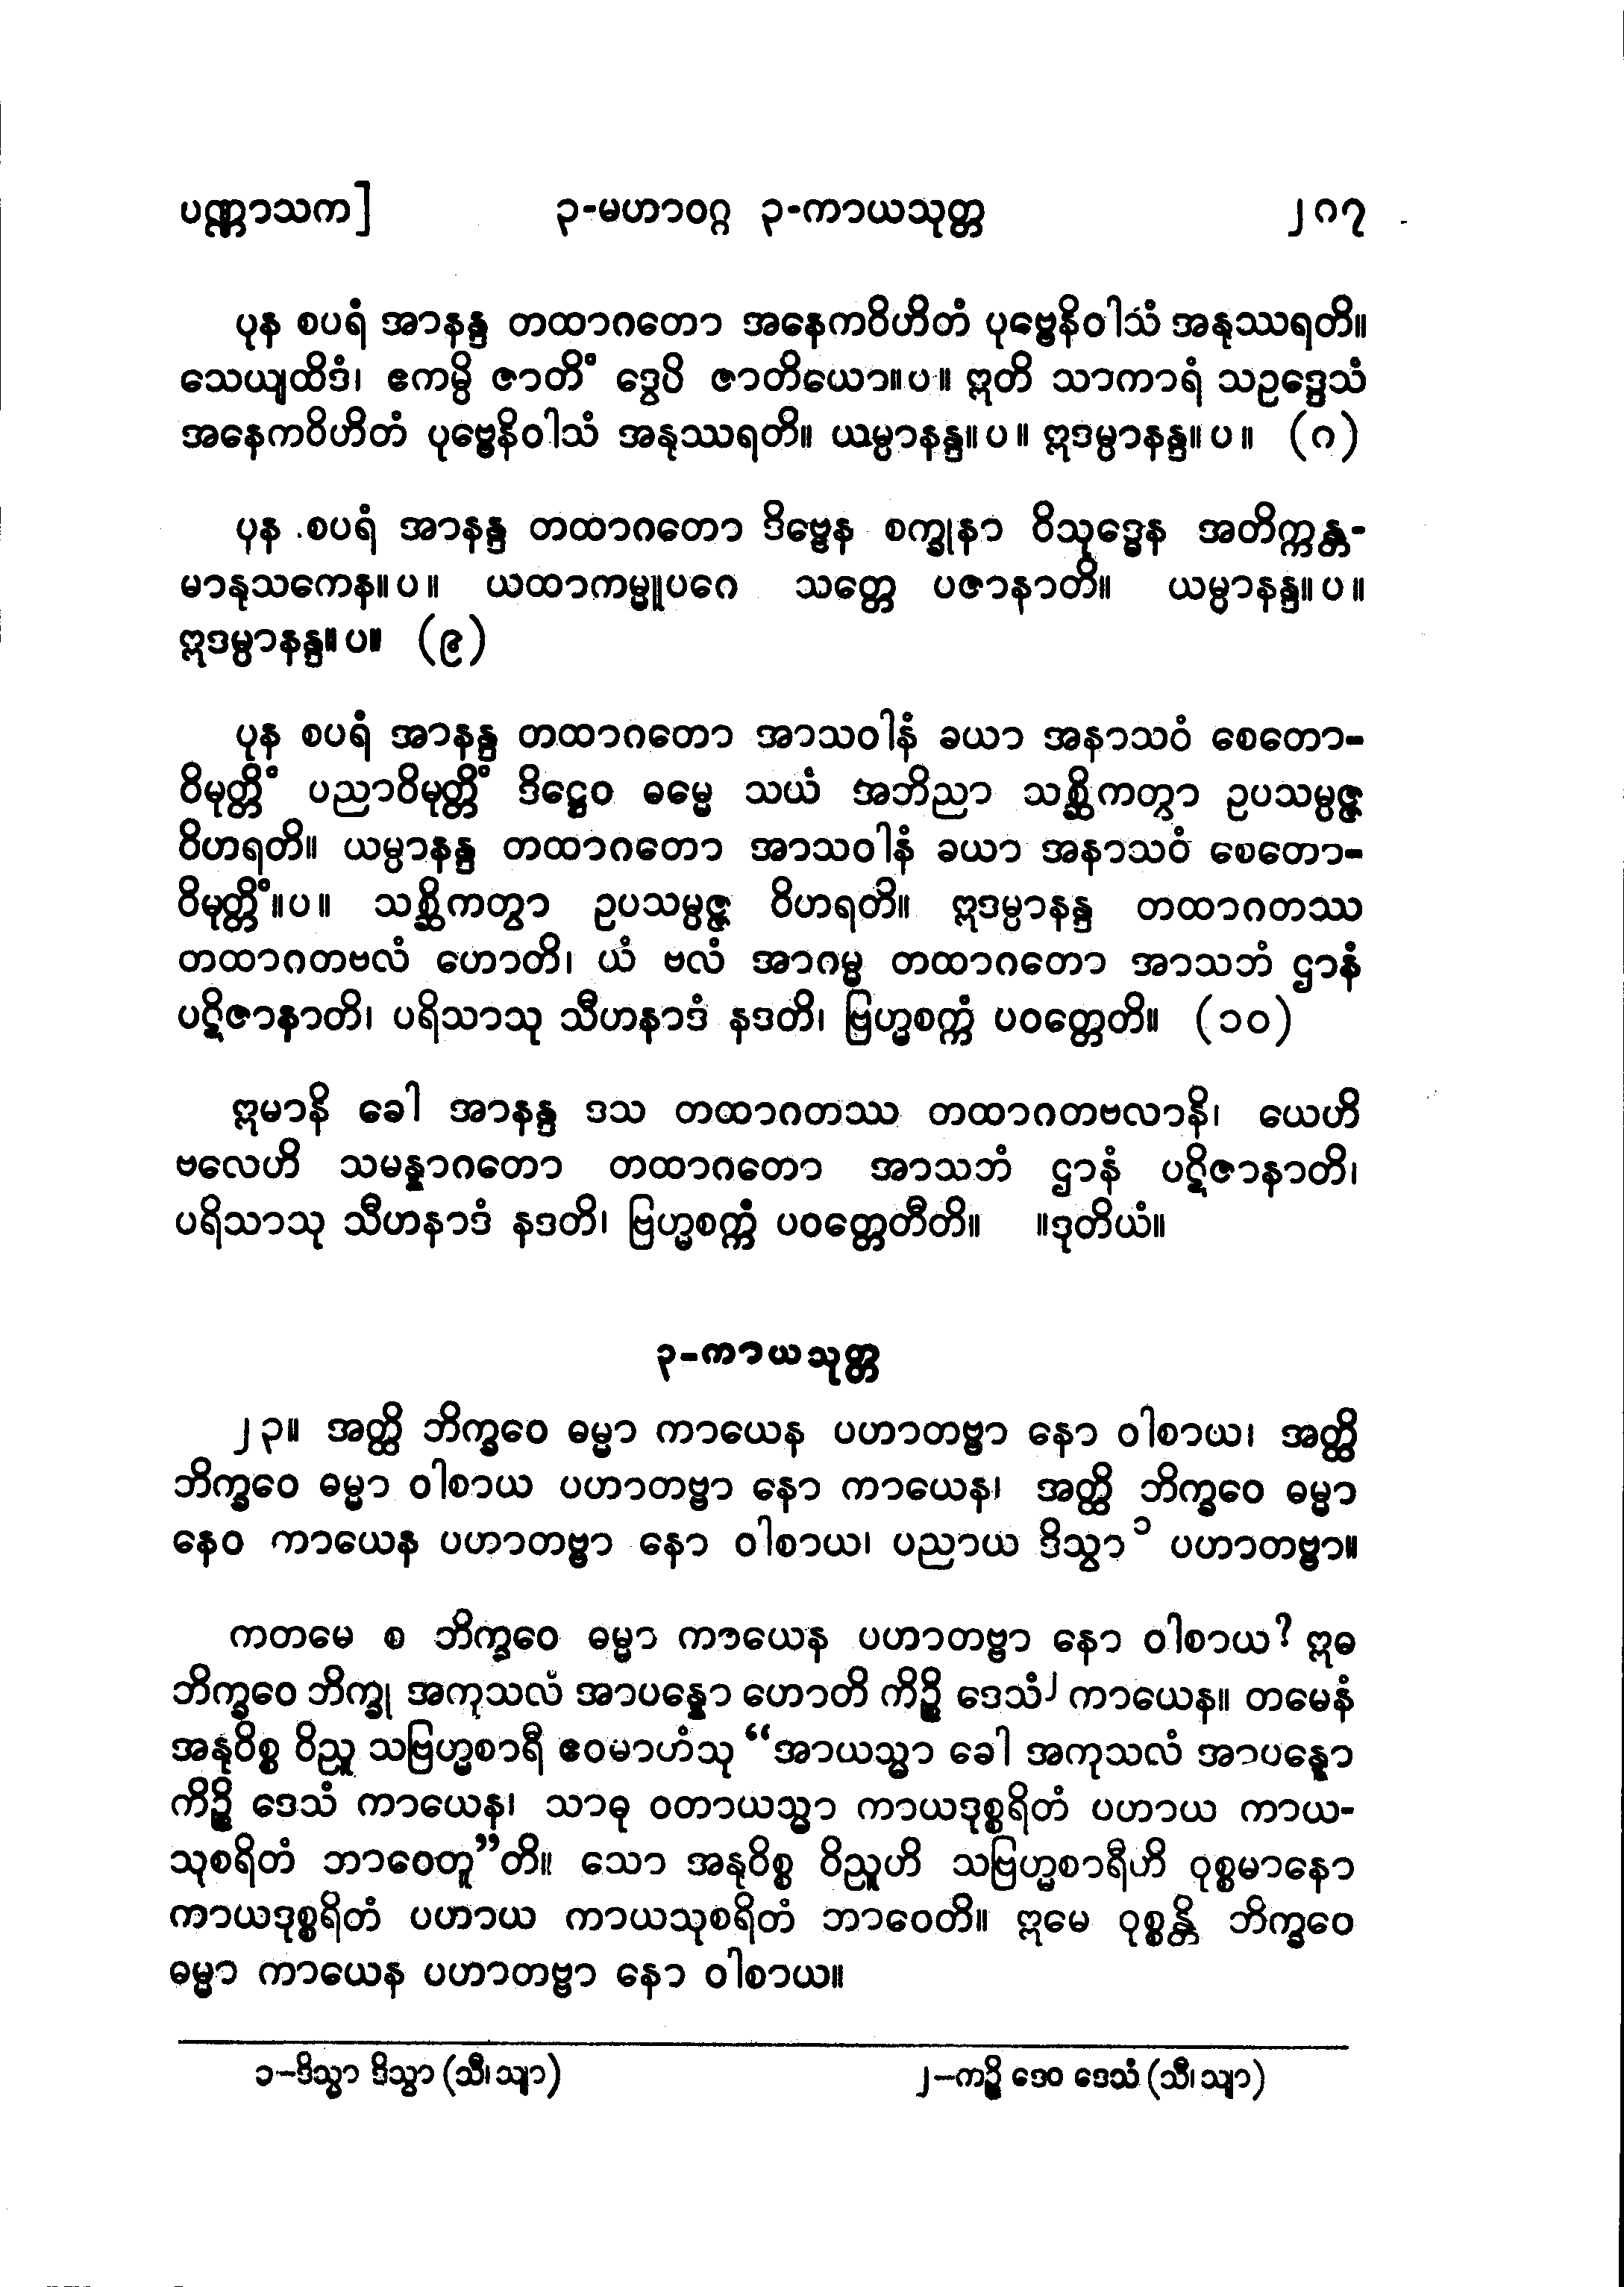 ပဏ္ဏာသက] ၃-မဟာဝဂ္ဂ ၃-ကာယသုတ္တ ၂၈၇
ပုန စပရံ အာနန္ဒ တထာဂတော အနေကဝိဟိတံ ပုဗ္ဗေနိဝါသံ အနုဿရတိ။
သေယျထိဒံ၊ ဧကမ္ပိ ဇာတိံ ဒွေပိ ဇာတိယော။ပ။ ဣတိ သာကာရံ သဥဒ္ဒေသံ
အနေကဝိဟိတံ ပုဗ္ဗေနိဝါသံ အနုဿရတိ။ ယမ္ပာနန္ဒ။ပ။ ဣဒမ္ပာနန္ဒ။ပ။ (၈)
ပုန စပရံ အာနန္ဒ တထာဂတော ဒိဗ္ဗေန စက္ခုနာ ဝိသုဒ္ဓေန အတိက္ကန္တ-
မာနုသကေန။ပ။ ယထာကမ္မူပဂေ သတ္တေ ပဇာနာတိ။ ယမ္ပာနန္ဒ။ပ။
ဣဒမ္ပာနန္ဒ။ပ။ (၉)
ပုန စပရံ အာနန္ဒ တထာဂတော အာသဝါနံ ခယာ အနာသဝံ စေတော-
ဝိမုတ္တိံ ပညာဝိမုတ္တိံ ဒိဋ္ဌေဝ ဓမ္မေ သယံ အဘိညာ သစ္ဆိကတွာ ဥပသမ္ပဇ္ဇ
ဝိဟရတိ။ ယမ္ပာနန္ဒ တထာဂတော အာသဝါနံ ခယာ အနာသဝံ စေတော-
ဝိမုတ္တိံ။ပ။ သစ္ဆိကတွာ ဥပသမ္ပဇ္ဇ ဝိဟရတိ။ ဣဒမ္ပာနန္ဒ တထာဂတဿ
တထာဂတဗလံ ဟောတိ၊ ယံ ဗလံ အာဂမ္မ တထာဂတော အာသဘံ ဌာနံ
ပဋိဇာနာတိ၊ ပရိသာသု သီဟနာဒံ နဒတိ၊ ဗြဟ္မစက္ကံ ပဝတ္တေတိ။ (၁၀)
ဣမာနိ ခေါ အာနန္ဒ ဒသ တထာဂတဿ တထာဂတဗလာနိ၊ ယေဟိ
ဗလေဟိ သမန္နာဂတော တထာဂတော အာသဘံ ဌာနံ ပဋိဇာနာတိ၊
ပရိသာသု သီဟနာဒံ နဒတိ၊ ဗြဟ္မစက္ကံ ပဝတ္တေတီတိ။ ။ဒုတိယံ။
၃-ကာယသုတ္တ
၂၃။ အတ္ထိ ဘိက္ခဝေ ဓမ္မာ ကာယေန ပဟာတဗ္ဗာ နော ဝါစာယ၊ အတ္ထိ
ဘိက္ခဝေ ဓမ္မာ ဝါစာယ ပဟာတဗ္ဗာ နော ကာယေန၊ အတ္ထိ ဘိက္ခဝေ ဓမ္မာ
နေဝ ကာယေန ပဟာတဗ္ဗာ နော ဝါစာယ၊ ပညာယ ဒိသွာ ၁ ပဟာတဗ္ဗာ။
ကတမေ စ ဘိက္ခဝေ ဓမ္မာ ကာယေန ပဟာတဗ္ဗာ နော ဝါစာယ? ဣဓ
ဘိက္ခဝေ ဘိက္ခု အကုသလံ အာပန္နော ဟောတိ ကိဉ္စိ ဒေသံ ၂ ကာယေန။ တမေနံ
အနုဝိစ္စ ဝိညူ သဗြဟ္မစာရီ ဧဝမာဟံသု “အာယသ္မာ ခေါ အကုသလံ အာပန္နော
ကိဉ္စိ ဒေသံ ကာယေန၊ သာဓု ဝတာယသ္မာ ကာယဒုစ္စရိတံ ပဟာယ ကာယ-
သုစရိတံ ဘာဝေတူ”တိ။ သော အနုဝိစ္စ ဝိညူဟိ သဗြဟ္မစာရီဟိ ဝုစ္စမာနော
ကာယဒုစ္စရိတံ ပဟာယ ကာယသုစရိတံ ဘာဝေတိ။ ဣမေ ဝုစ္စန္တိ ဘိက္ခဝေ
ဓမ္မာ ကာယေန ပဟာတဗ္ဗာ နော ဝါစာယ။
၁-ဒိသွာ ဒိသွာ (သီ၊ သျာ) ၂-ကဉ္စိ ဒေဝ ဒေသံ (သီ၊ သျာ)